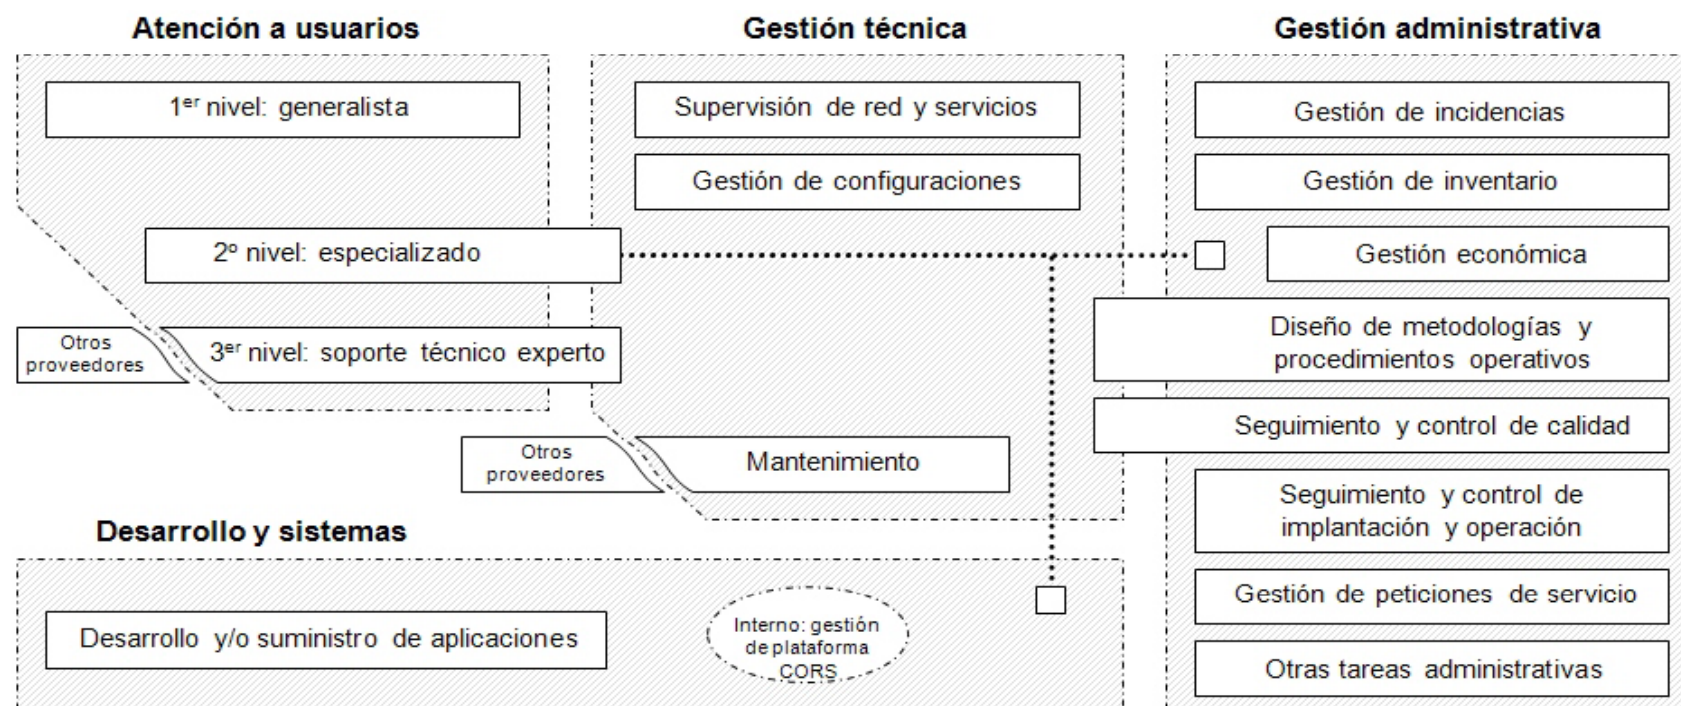 Atención a usuarios
1er nivel: generalista
2º nivel: especializado
Otros
proveedores
3er nivel: soporte técnico experto
Gestión técnica
Supervisión de red y servicios
Gestión de configuraciones
Otros
proveedores
Mantenimiento
Gestión administrativa
Gestión de incidencias
Gestión de inventario
Gestión económica
Diseño de metodologías y
procedimientos operativos
Seguimiento y control de calidad
Seguimiento y control de
implantación y operación
Gestión de peticiones de servicio
Otras tareas administrativas
Desarrollo y sistemas
Desarrollo y/o suministro de aplicaciones
Interno: gestión
de plataforma
CORS